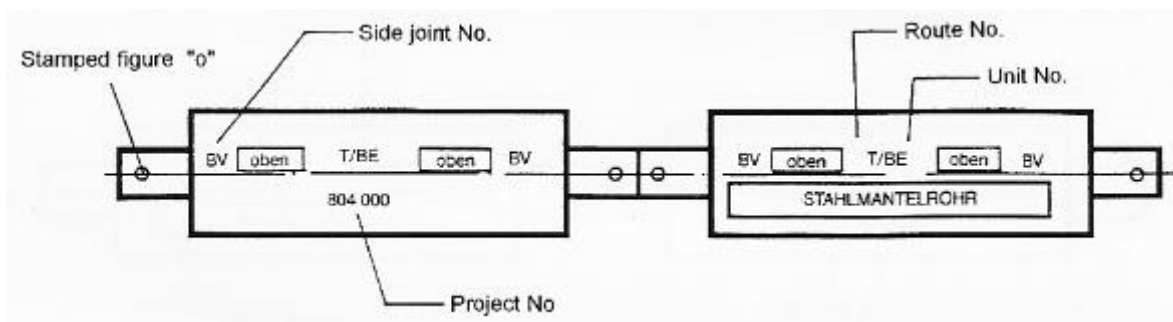 Side joint No.
Route No.
Stamped figure "o"
Unit No.
BV oben T/BE oben BV
BV oben T/BE oben BV
804 000
STAHLMANTELROHR
Project No